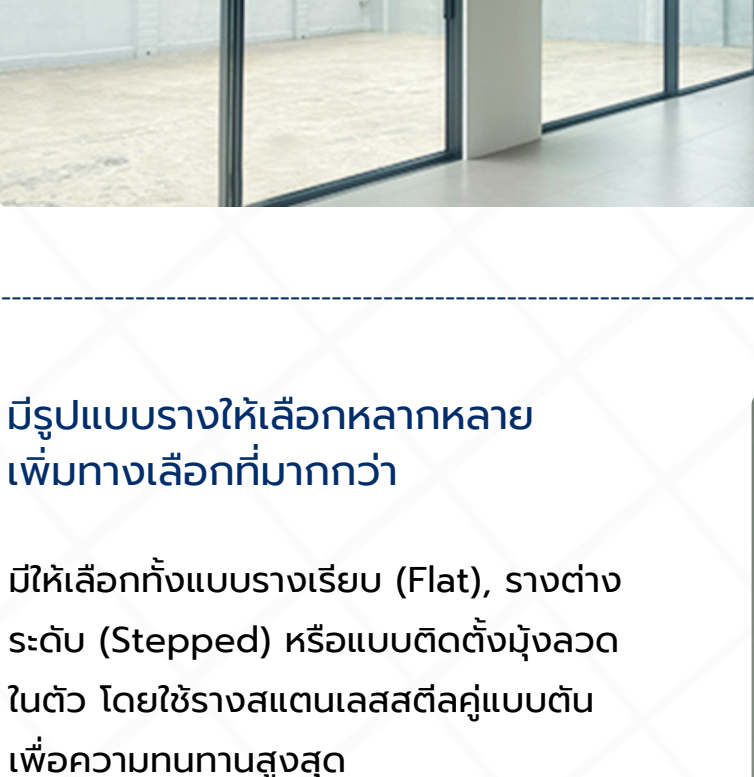 มีรูปแบบรางให้เลือกหลากหลาย
เพิ่มทางเลือกที่มากกว่า
มีให้เลือกทั้งแบบรางเรียบ (Flat), รางต่าง
ระดับ (Stepped) หรือแบบติดตั้งมุ้งลวด
ในตัว โดยใช้รางสแตนเลสสตีลคู่แบบตัน
เพื่อความทนทานสูงสุด